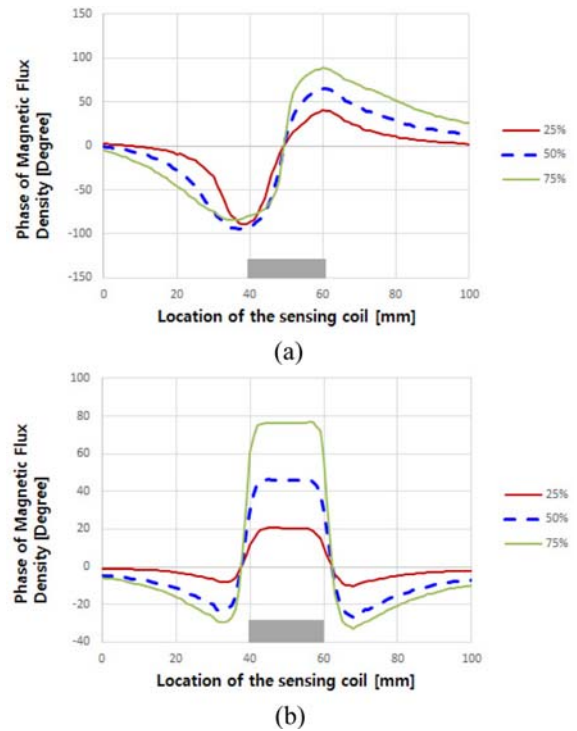 Phase of Magnetic Flux
Density [Degree]
150
100
50
0
-50
-100
-150
0 20 40 60 80 100
Location of the sensing coil [mm]
25%
50%
75%
(a)
Phase of Magnetic Flux
Density [Degree]
100
80
60
40
20
0
-20
-40
0 20 40 60 80 100
Location of the sensing coil [mm]
25%
50%
75%
(b)